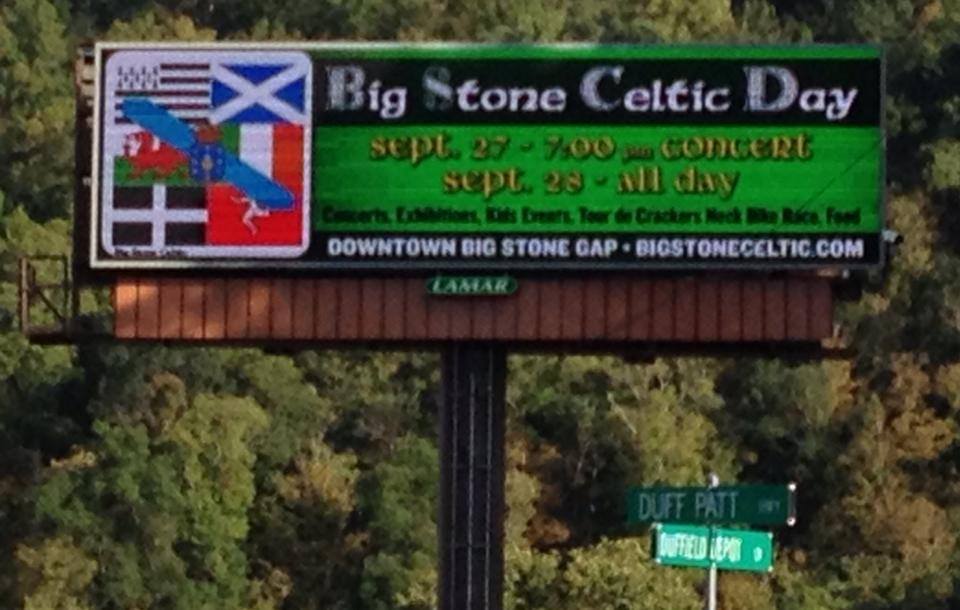 Big Stone Celtic Day
sept. 27 - 7:00 pm concert
sept. 28 - all day
Concerts, Exhibitions, Kids Events, Tour de Crackers Neck Bike Race, Food
DOWNTOWN BIG STONE GAP • BIGSTONECELTIC.COM
LAMAR
DUFF PATT HWY
DUFFIELD DEPOT